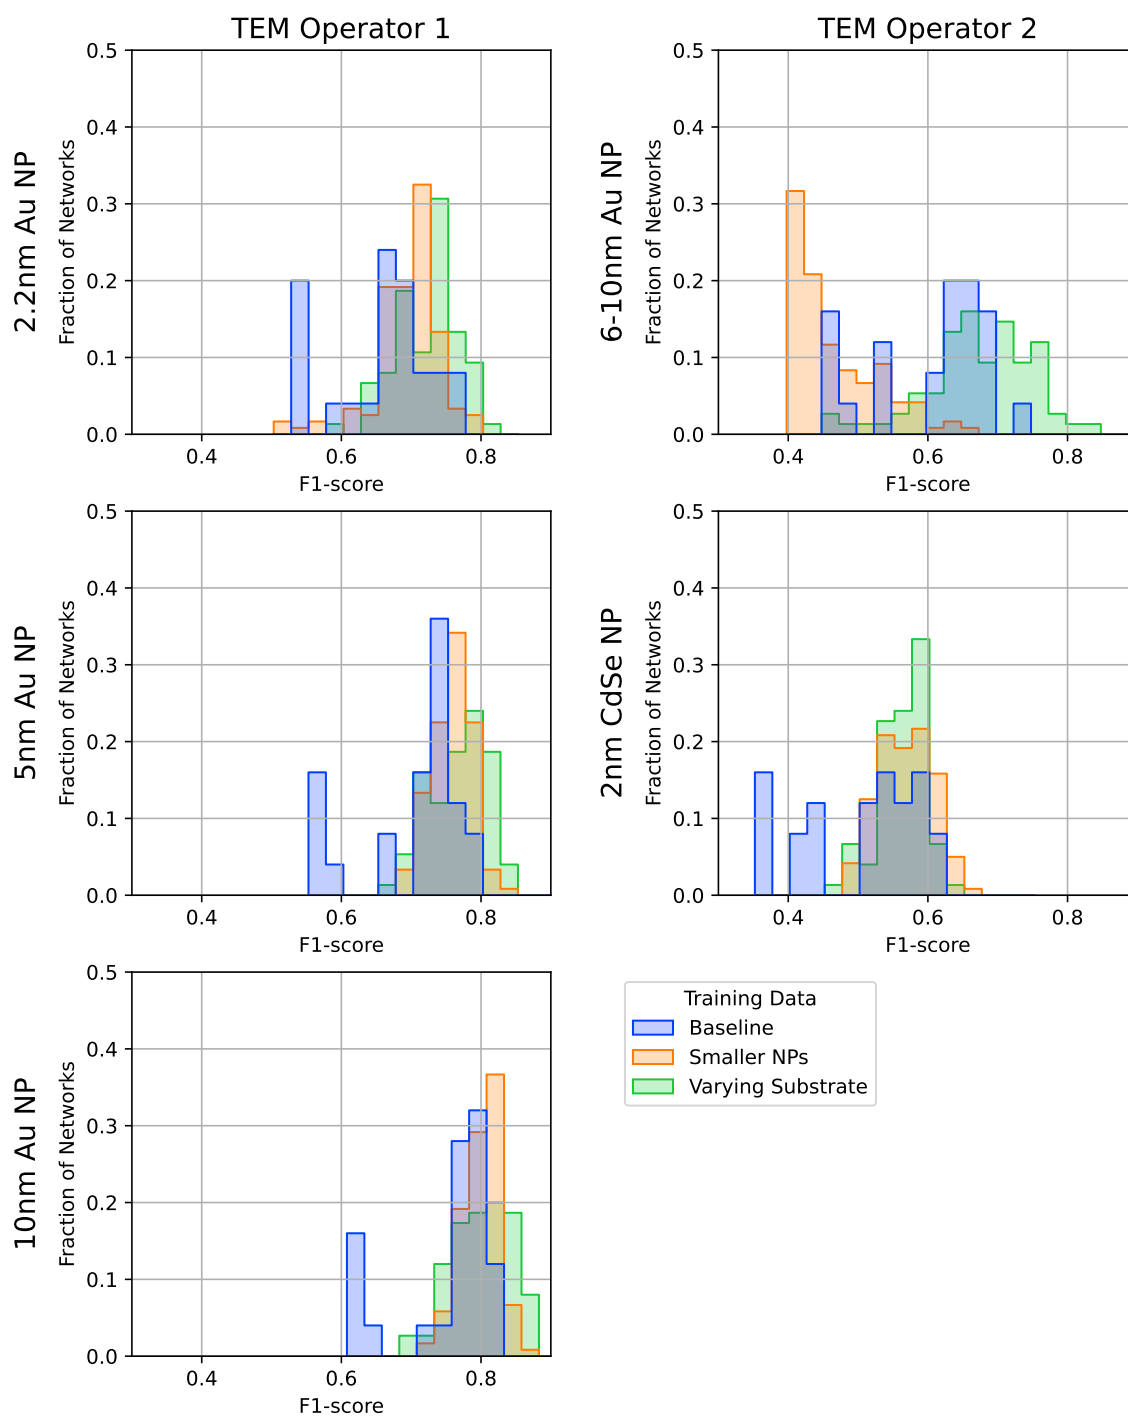 TEM Operator 1
TEM Operator 2
2.2nm Au NP
Fraction of Networks
0.5
0.4
0.3
0.2
0.1
0.0
0.4 0.6 0.8
F1-score
6-10nm Au NP
Fraction of Networks
0.5
0.4
0.3
0.2
0.1
0.0
0.4 0.6 0.8
F1-score
5nm Au NP
Fraction of Networks
0.5
0.4
0.3
0.2
0.1
0.0
0.4 0.6 0.8
F1-score
2nm CdSe NP
Fraction of Networks
0.5
0.4
0.3
0.2
0.1
0.0
0.4 0.6 0.8
F1-score
10nm Au NP
Fraction of Networks
0.5
0.4
0.3
0.2
0.1
0.0
0.4 0.6 0.8
F1-score
Training Data
Baseline
Smaller NPs
Varying Substrate